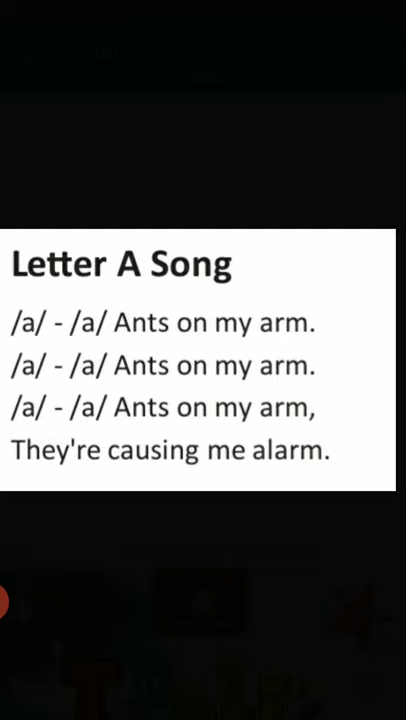 Letter A Song
/a/ - /a/ Ants on my arm.
/a/ - /a/ Ants on my arm.
/a/ - /a/ Ants on my arm,
They're causing me alarm.